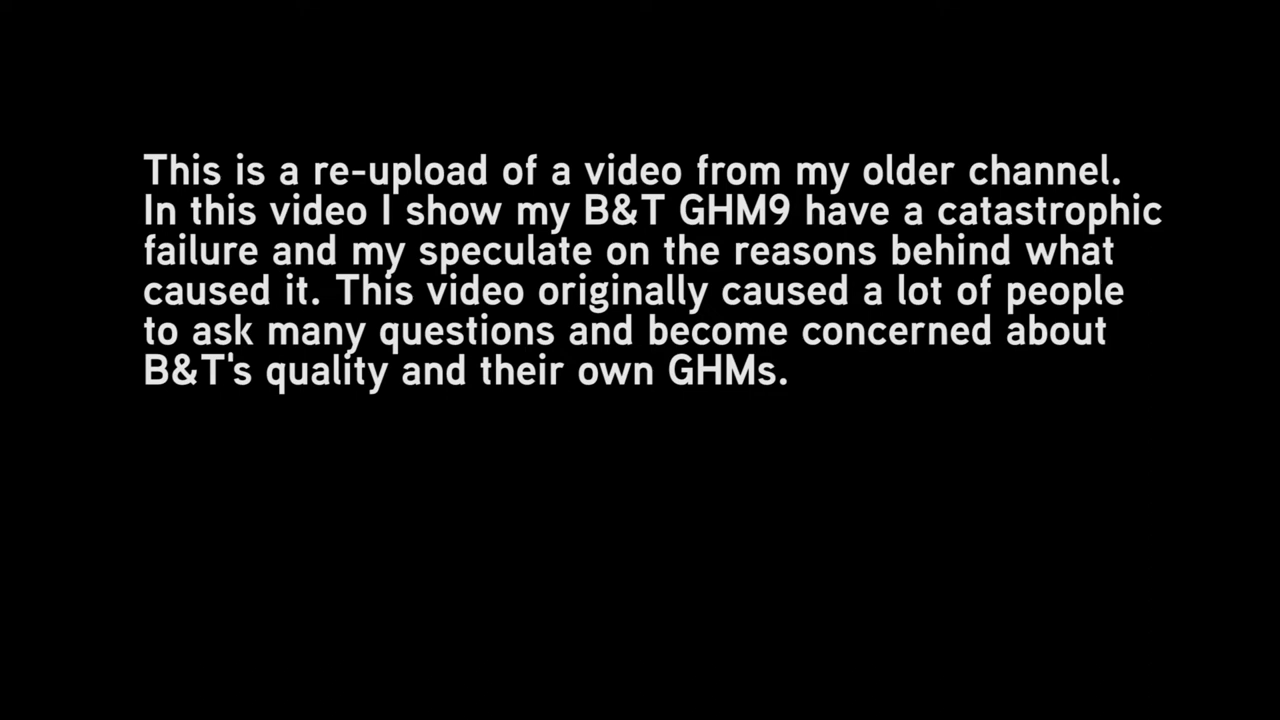 This is a re-upload of a video from my older channel.
In this video I show my B&T GHM9 have a catastrophic
failure and my speculate on the reasons behind what
caused it. This video originally caused a lot of people
to ask many questions and become concerned about
B&T's quality and their own GHMs.